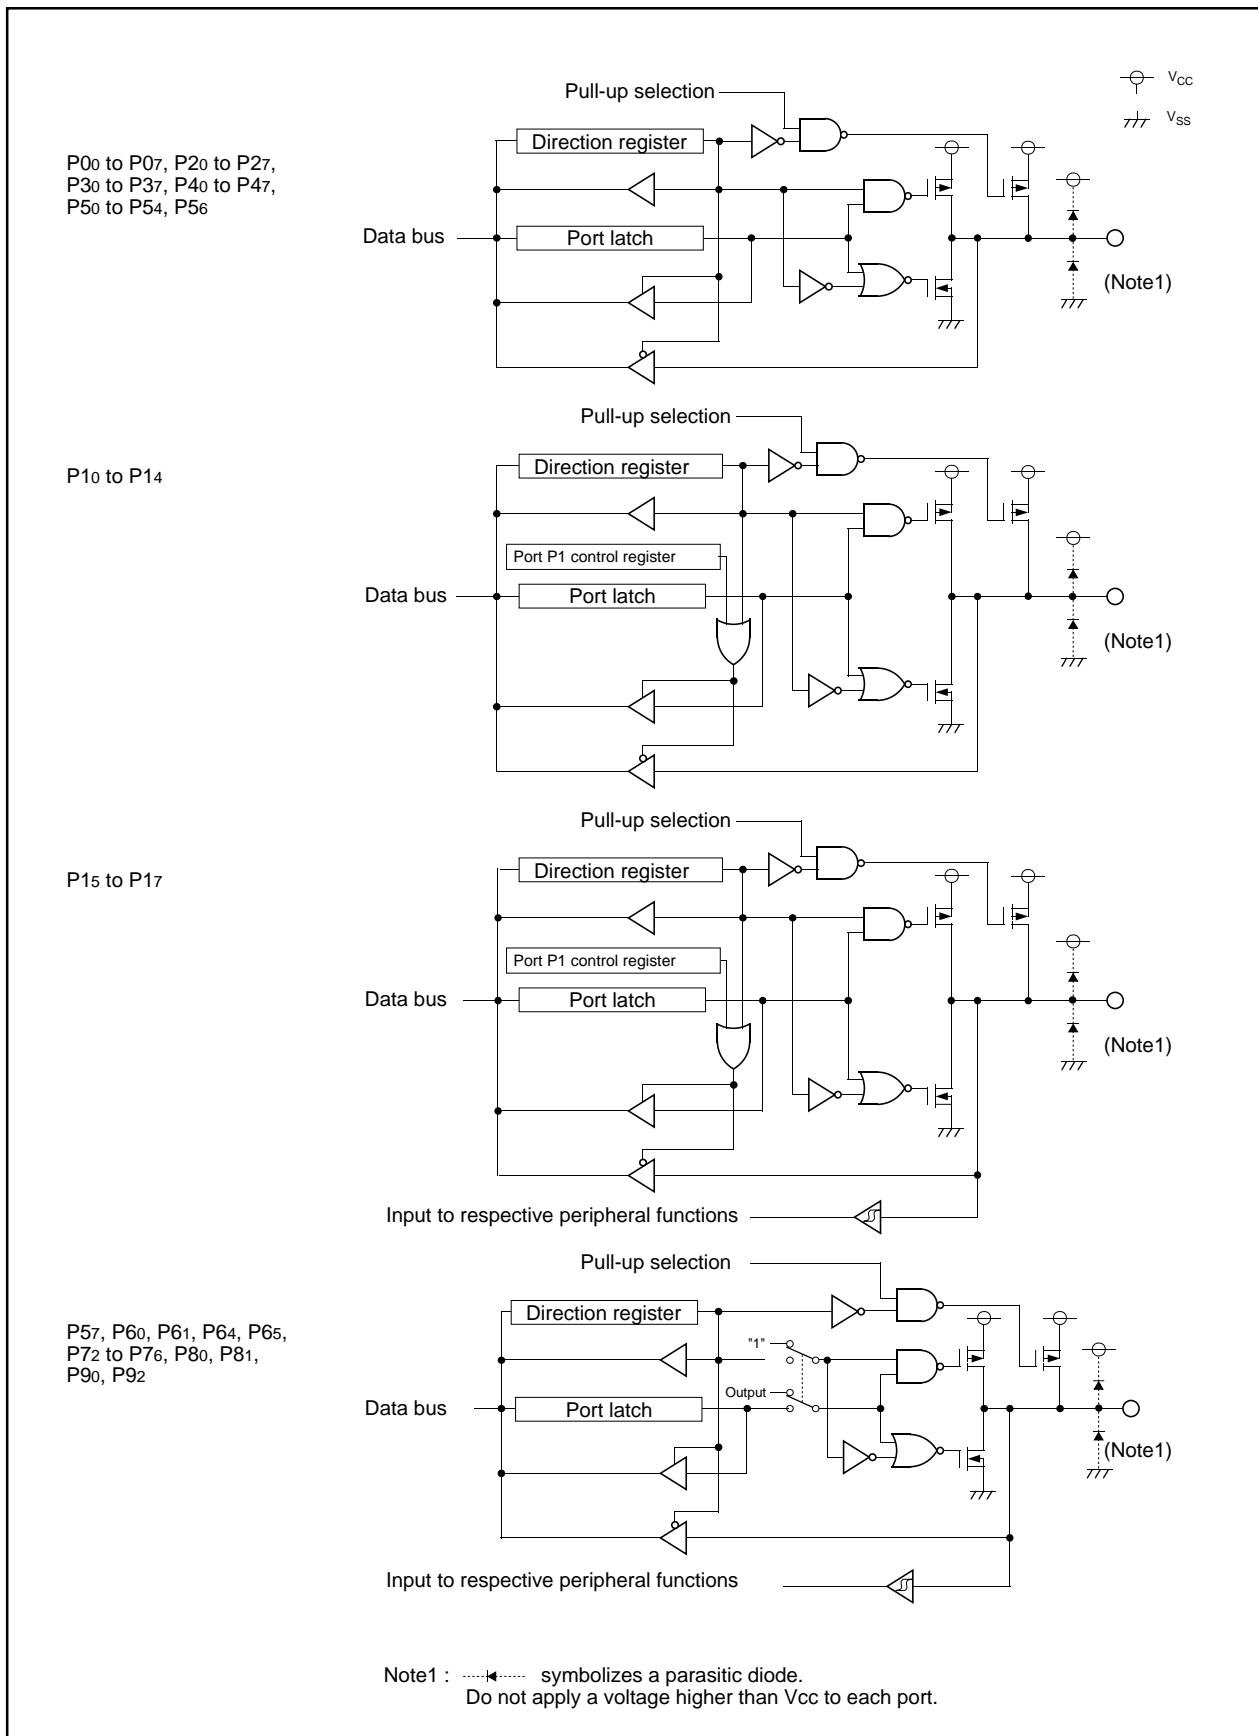 VCC
VSS
P00 to P07, P20 to P27,
P30 to P37, P40 to P47,
P50 to P54, P56
Pull-up selection
Direction register
Data bus
Port latch
(Note1)
P10 to P14
Pull-up selection
Direction register
Port P1 control register
Data bus
Port latch
(Note1)
P15 to P17
Pull-up selection
Direction register
Port P1 control register
Data bus
Port latch
(Note1)
Input to respective peripheral functions
P57, P60, P61, P64, P65,
P72 to P76, P80, P81,
P90, P92
Pull-up selection
Direction register
"1"
Output
Data bus
Port latch
(Note1)
Input to respective peripheral functions
Note1 : symbolizes a parasitic diode.
Do not apply a voltage higher than Vcc to each port.